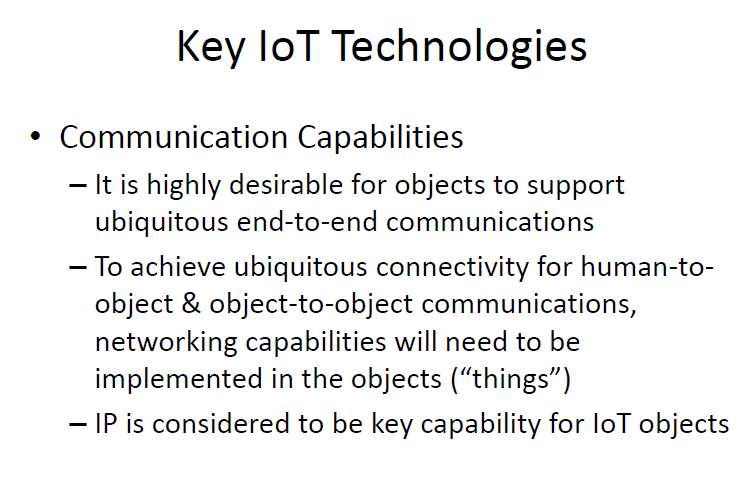 Key IoT Technologies
• Communication Capabilities
– It is highly desirable for objects to support
ubiquitous end-to-end communications
– To achieve ubiquitous connectivity for human-to-
object & object-to-object communications,
networking capabilities will need to be
implemented in the objects (“things”)
– IP is considered to be key capability for IoT objects